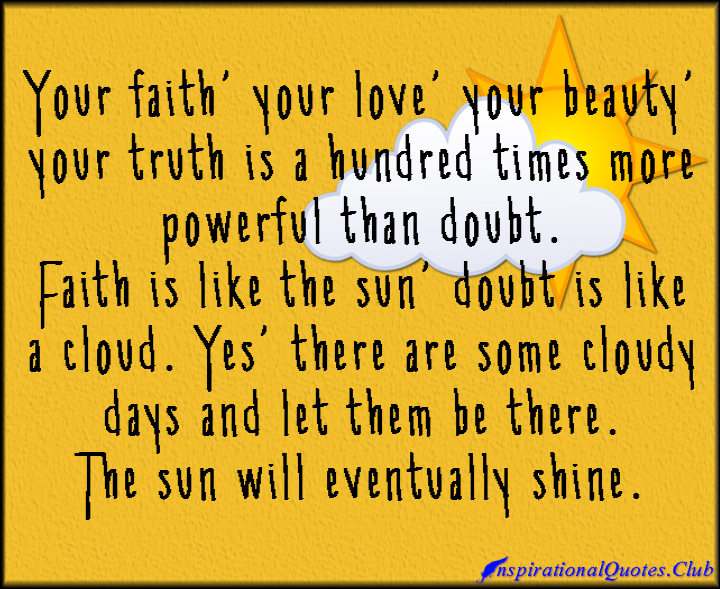 Your faith' your love' your beauty'
your truth is a hundred times more
powerful than doubt.
Faith is like the sun' doubt is like
a cloud. Yes' there are some cloudy
days and let them be there.
The sun will eventually shine.
InspirationalQuotes.Club